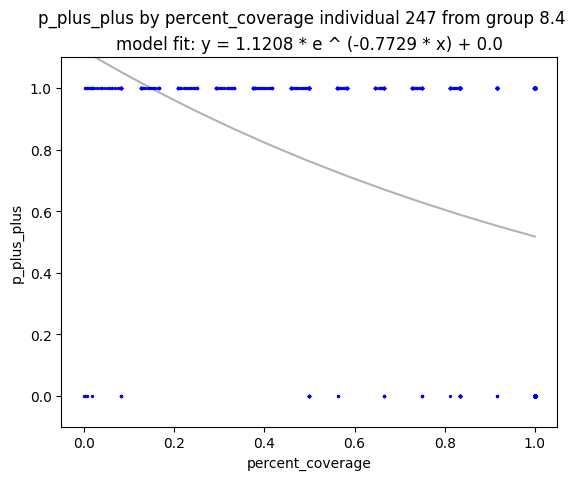 p_plus_plus by percent_coverage individual 247 from group 8.4
model fit: y = 1.1208 * e ^ (-0.7729 * x) + 0.0
1.0
0.8
0.6
0.4
0.2
0.0
p_plus_plus
0.0 0.2 0.4 0.6 0.8 1.0
percent_coverage